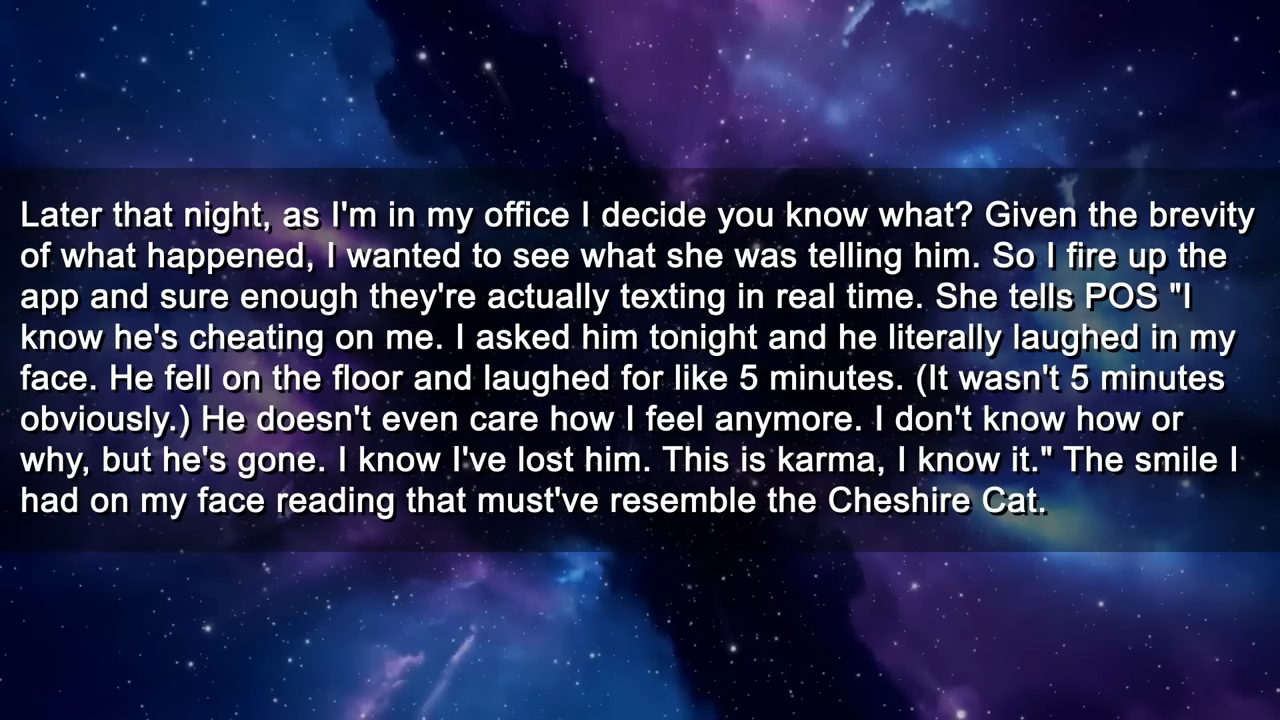 Later that night, as I'm in my office I decide you know what? Given the brevity
of what happened, I wanted to see what she was telling him. So I fire up the
app and sure enough they're actually texting in real time. She tells POS "I
know he's cheating on me. I asked him tonight and he literally laughed in my
face. He fell on the floor and laughed for like 5 minutes. (It wasn't 5 minutes
obviously.) He doesn't even care how I feel anymore. I don't know how or
why, but he's gone. I know I've lost him. This is karma, I know it." The smile I
had on my face reading that must've resemble the Cheshire Cat.